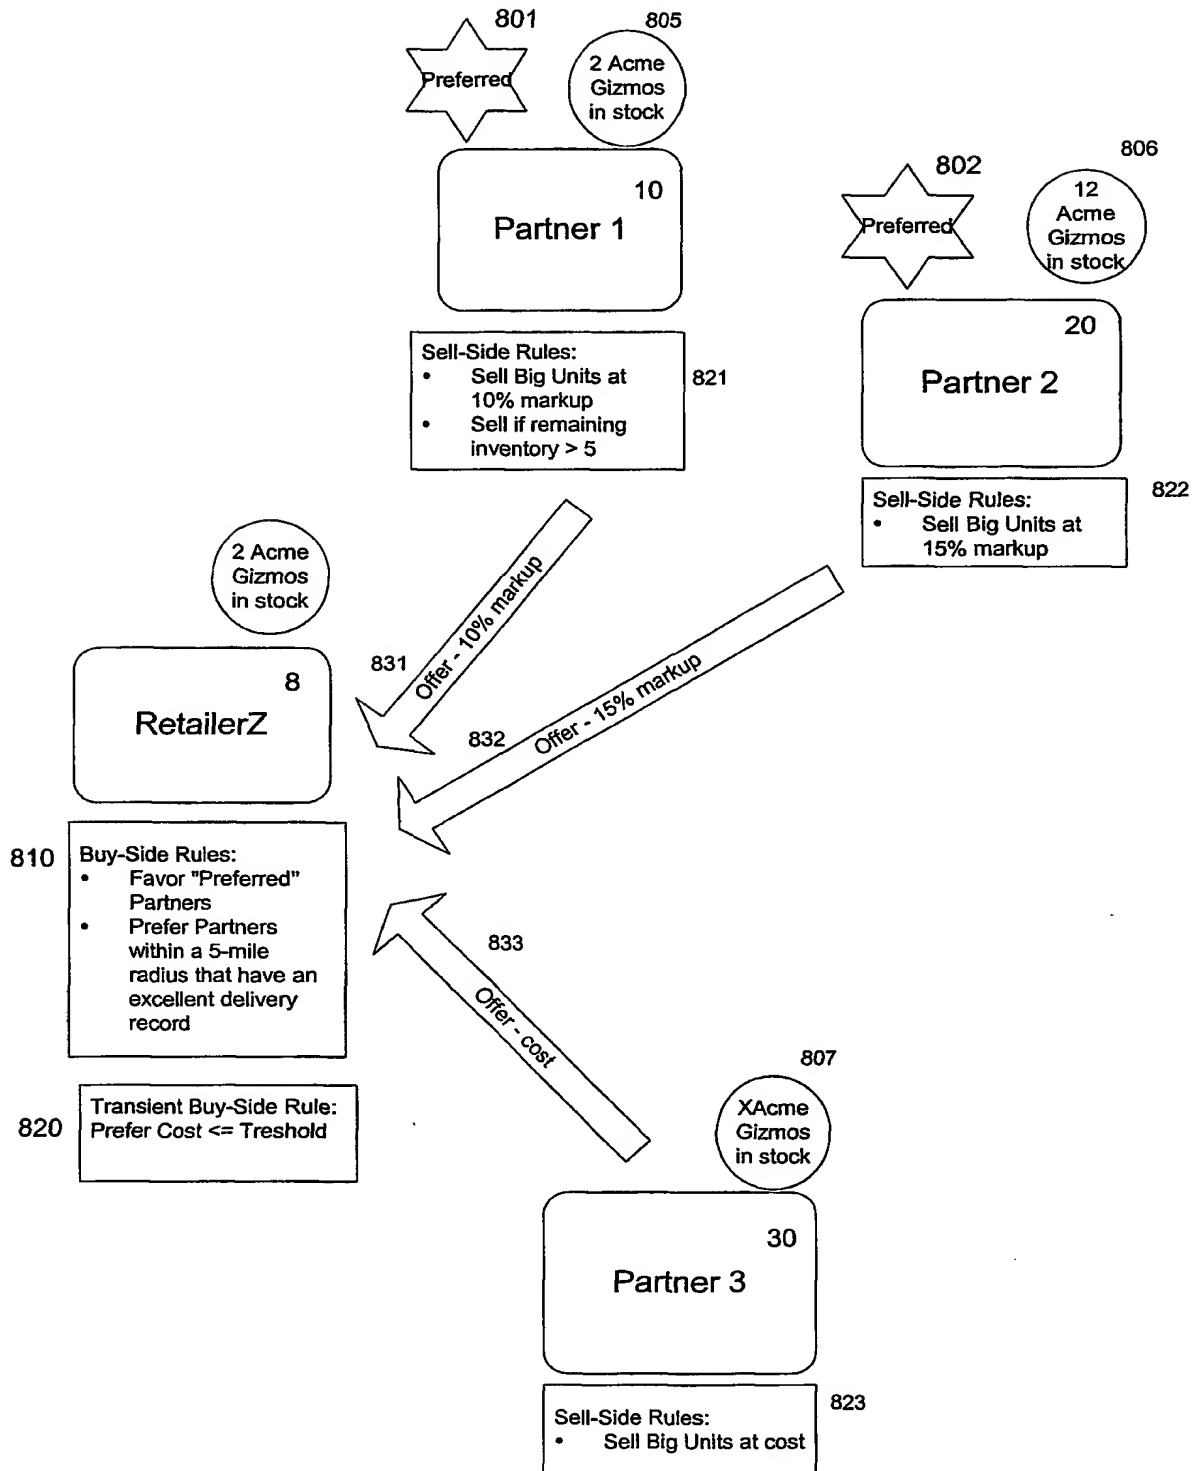 801
805
Preferred
2 Acme
Gizmos
in stock
10
Partner 1
802
806
Preferred
12
Acme
Gizmos
in stock
20
Partner 2
Sell-Side Rules:
• Sell Big Units at
10% markup
• Sell if remaining
inventory > 5
821
Sell-Side Rules:
• Sell Big Units at
15% markup
822
2 Acme
Gizmos
in stock
8
RetailerZ
831
Offer - 10% markup
832
Offer - 15% markup
810
Buy-Side Rules:
• Favor "Preferred"
Partners
• Prefer Partners
within a 5-mile
radius that have an
excellent delivery
record
833
Offer - cost
820
Transient Buy-Side Rule:
Prefer Cost <= Treshold
807
XAcme
Gizmos
in stock
30
Partner 3
823
Sell-Side Rules:
• Sell Big Units at cost